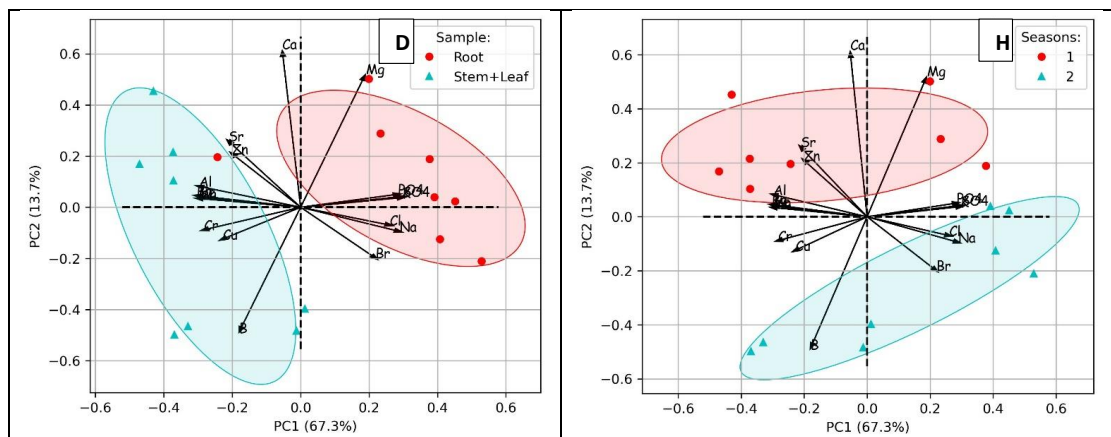 D
Sample:
Root
Stem+Leaf
Ca
Mg
Sr
Zn
Al
Cr
Cu
Cl
Na
Br
B
0.6
0.4
0.2
0.0
−0.2
−0.4
−0.6
PC2 (13.7%)
−0.6 −0.4 −0.2 0.0 0.2 0.4 0.6
PC1 (67.3%)
H
Seasons:
1
2
Ca
Mg
Sr
Zn
Al
Cr
Cu
Cl
Na
Br
B
0.6
0.4
0.2
0.0
−0.2
−0.4
−0.6
PC2 (13.7%)
−0.6 −0.4 −0.2 0.0 0.2 0.4 0.6
PC1 (67.3%)